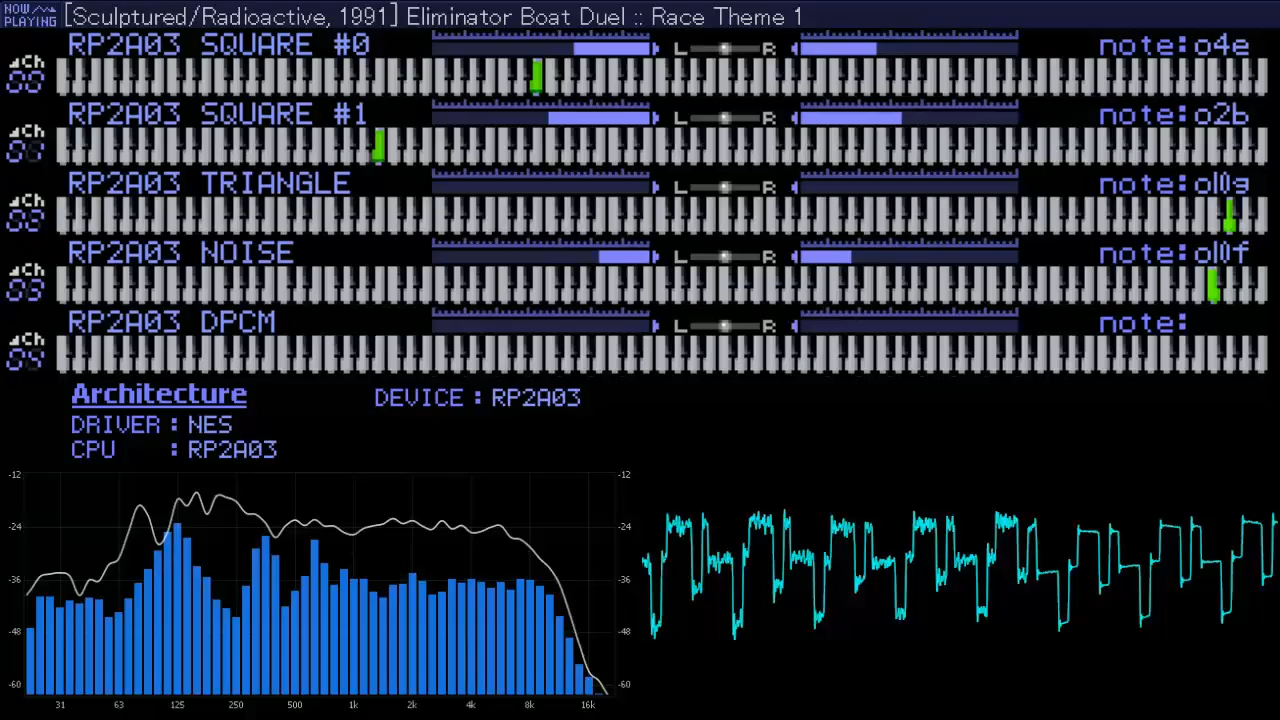 NOW PLAYING [Sculptured/Radioactive, 1991] Eliminator Boat Duel :: Race Theme 1
RP2A03 SQUARE #0 L R note:o4e
Ch 00
RP2A03 SQUARE #1 L R note:o2b
Ch 01
RP2A03 TRIANGLE L R note:o10g
Ch 02
RP2A03 NOISE L R note:o10f
Ch 03
RP2A03 DPCM L R note:
Ch 04
Architecture DEVICE : RP2A03
DRIVER : NES
CPU : RP2A03
-12 -12
-24 -24
-36 -36
-48 -48
-60 -60
31 63 125 250 500 1k 2k 4k 8k 16k